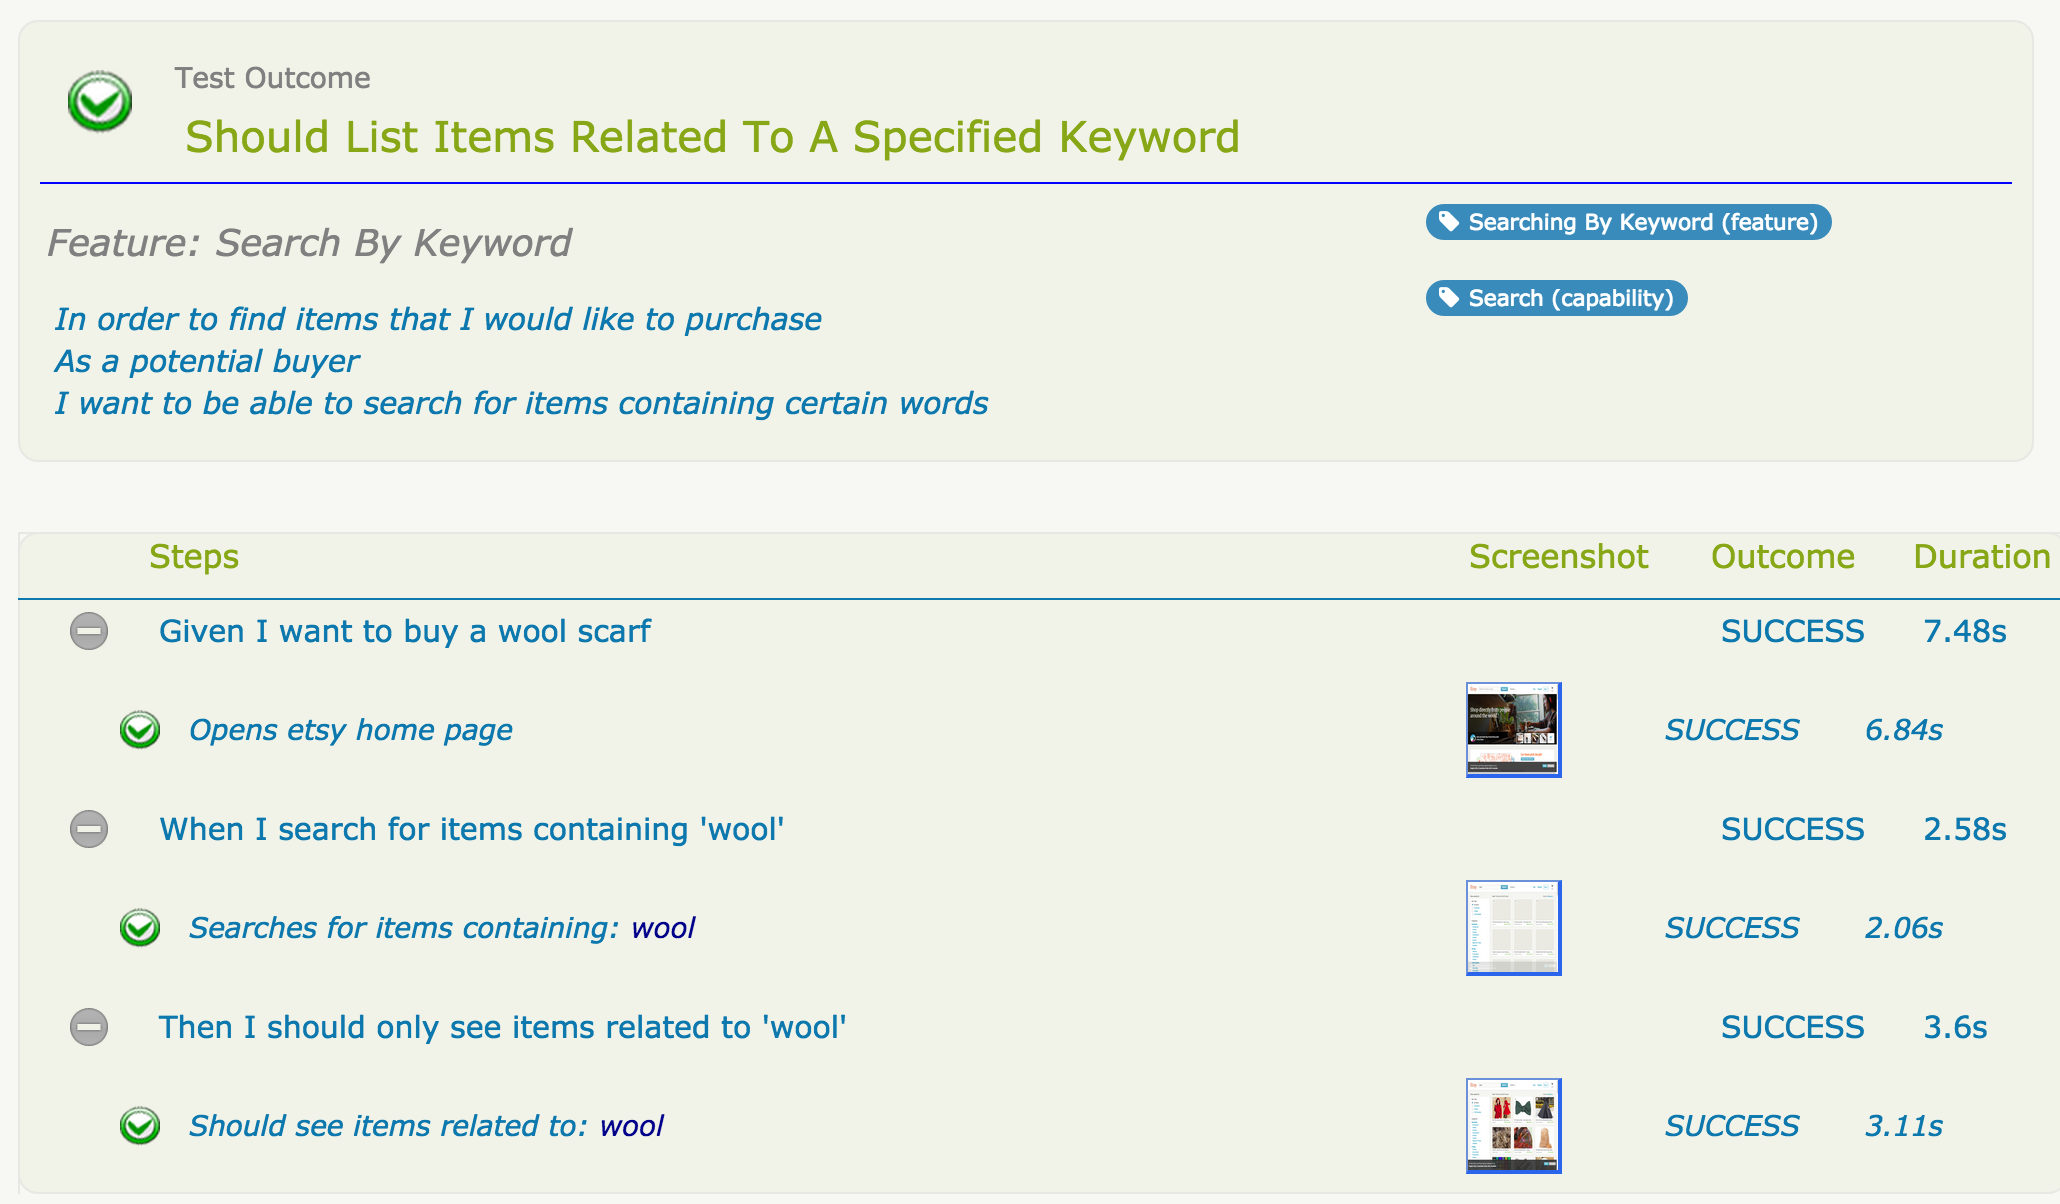 Test Outcome
Should List Items Related To A Specified Keyword
Feature: Search By Keyword
Searching By Keyword (feature)
Search (capability)
In order to find items that I would like to purchase
As a potential buyer
I want to be able to search for items containing certain words
Steps Screenshot Outcome Duration
Given I want to buy a wool scarf SUCCESS 7.48s
Opens etsy home page SUCCESS 6.84s
When I search for items containing 'wool' SUCCESS 2.58s
Searches for items containing: wool SUCCESS 2.06s
Then I should only see items related to 'wool' SUCCESS 3.6s
Should see items related to: wool SUCCESS 3.11s